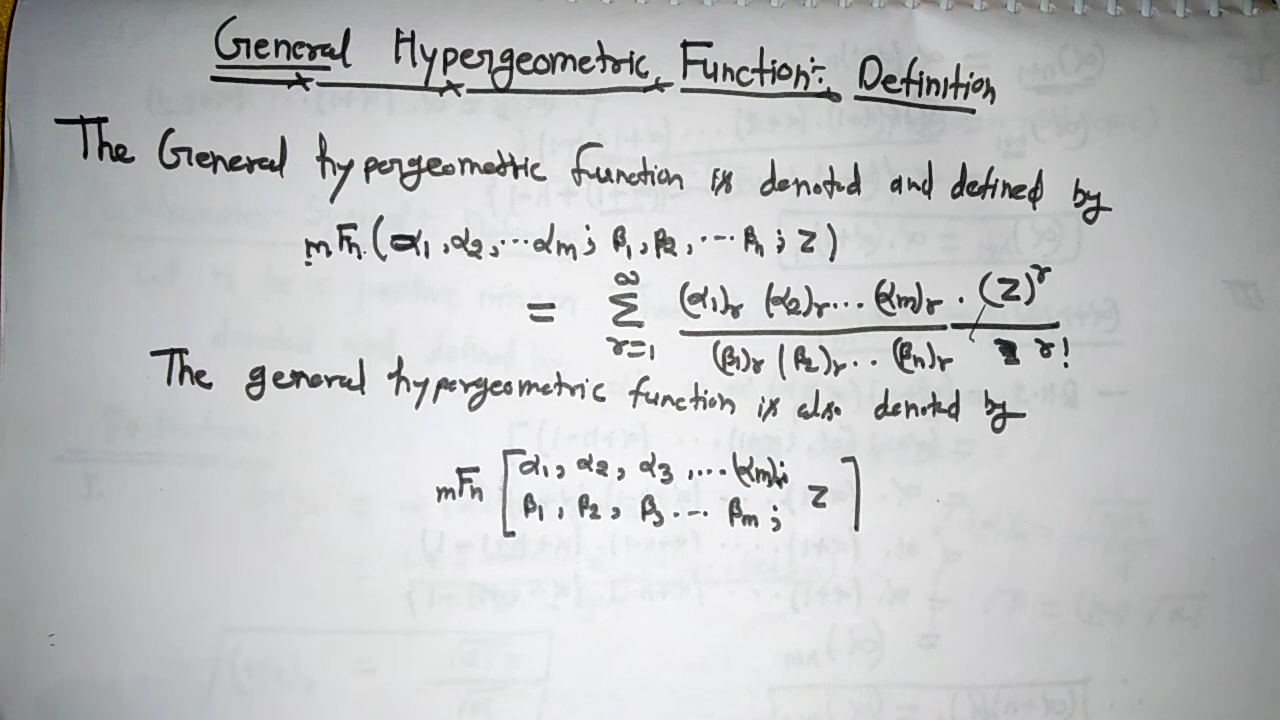 General Hypergeometric Function:- Definition
The General hypergeometric function is denoted and defined by
mFn (α1, α2, ... αm; β1, β2, ... βn; z)
= ∑_{r=1}^{∞} (α1)r (α2)r ... (αm)r / (β1)r (β2)r ... (βn)r · (z)^r / r!
The general hypergeometric function is also denoted by
mFn [α1, α2, α3, .... (αm); β1, β2, β3 .... βm; z]